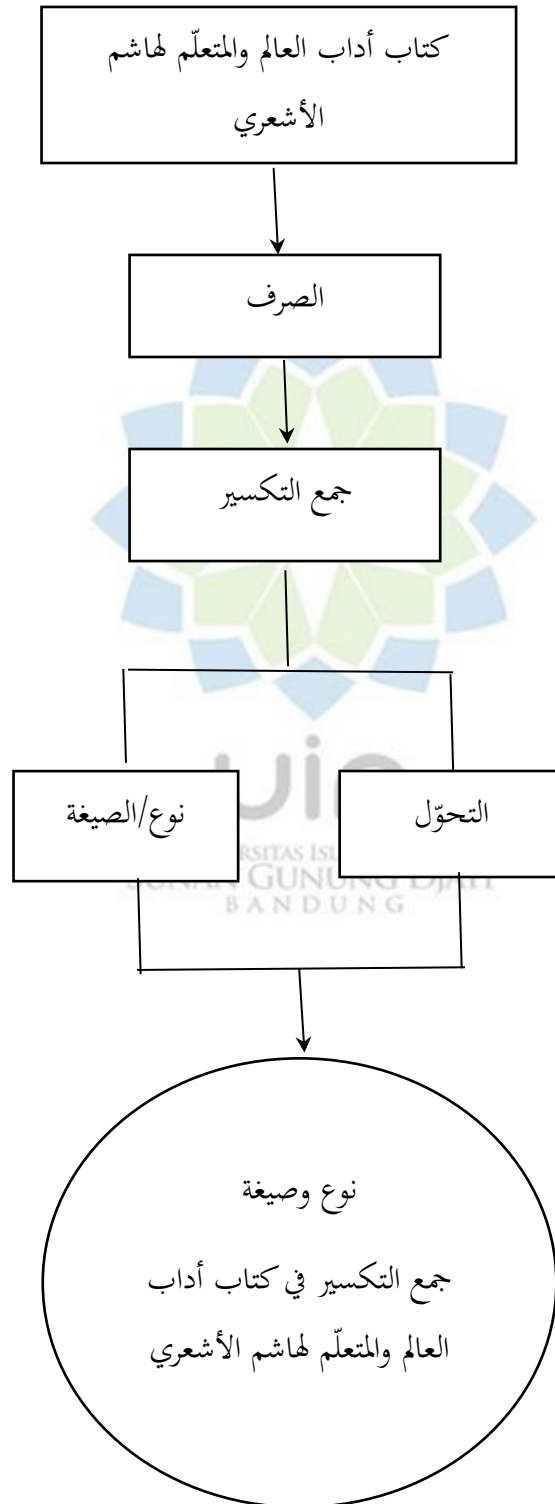 كتاب أداب العالم والمتعلّم لهاشم
الأشعري
الصرف
جمع التكسير
نوع/الصيغة
التحوّل
uin
SUNAN GUNUNG DJATI
BANDUNG
نوع وصيغة
جمع التكسير في كتاب أداب
العالم والمتعلّم لهاشم الأشعري